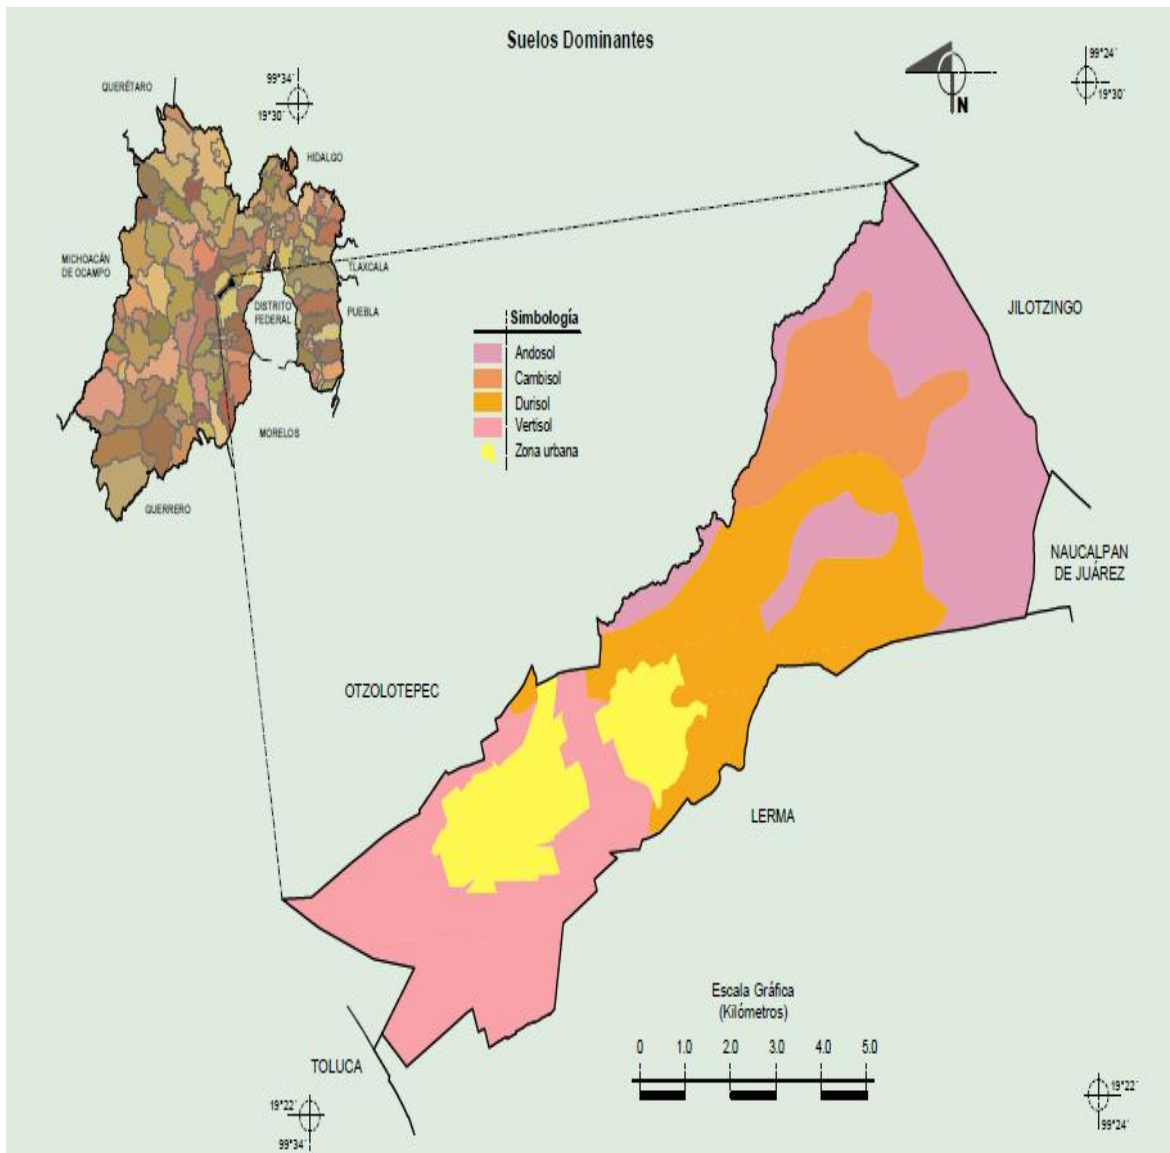 Suelos Dominantes
99°34´
19°30´
N
99°24´
19°30´
QUERÉTARO
HIDALGO
MICHOACÁN
DE OCAMPO
TLAXCALA
DISTRITO
FEDERAL
PUEBLA
MORELOS
GUERRERO
Simbología
Andosol
Cambisol
Durisol
Vertisol
Zona urbana
JILOTZINGO
NAUCALPAN
DE JUÁREZ
OTZOLOTEPEC
LERMA
TOLUCA
Escala Gráfica
(Kilómetros)
0 1.0 2.0 3.0 4.0 5.0
19°22´
99°34´
19°22´
99°24´